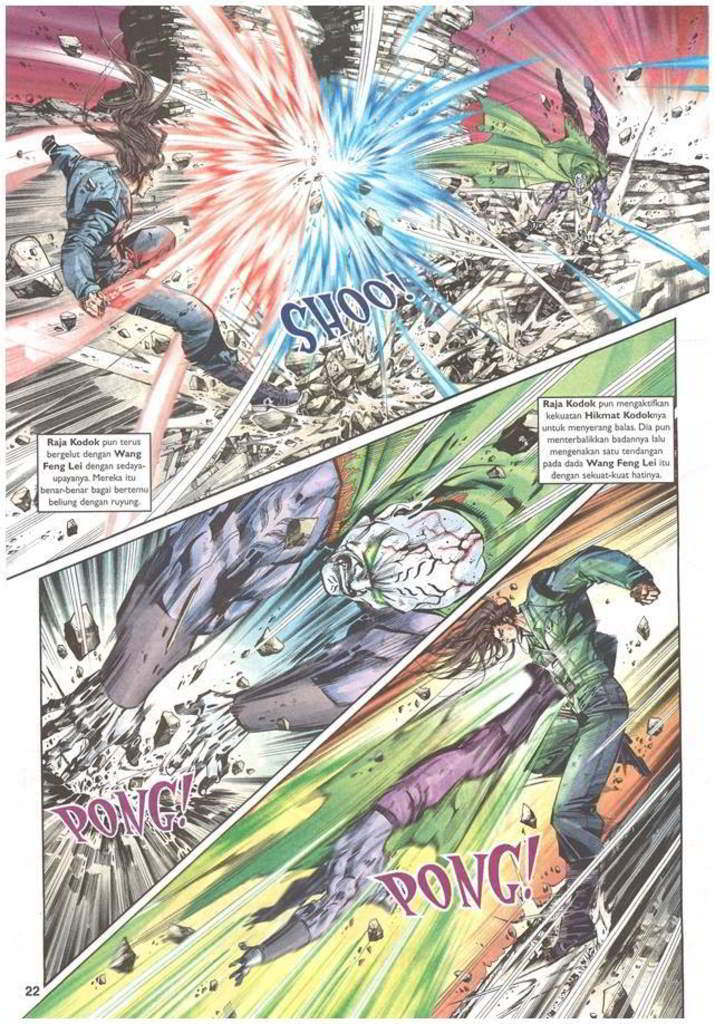 SHOO!
Raja Kodok pun terus
bergelut dengan Wang
Feng Lei dengan sedaya-
upayanya. Mereka itu
benar-benar bagai bertemu
beliung dengan ruyung.
Raja Kodok pun mengaktifkan
kekuatan Hikmat Kodoknya
untuk menyerang balas. Dia pun
menterbalikkan badannya lalu
mengenakan satu tendangan
pada dada Wang Feng Lei itu
dengan sekuat-kuat hatinya.
PONG!
PONG!
22